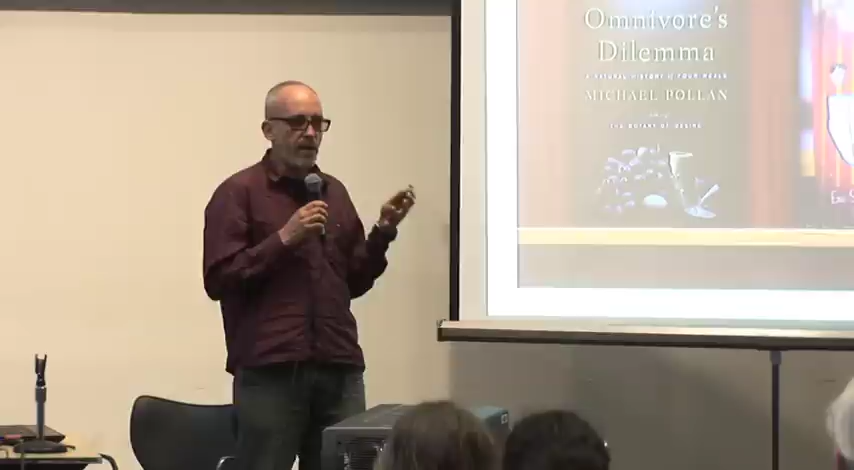 Omnivore's
Dilemma
A NATURAL HISTORY of FOUR MEALS
MICHAEL POLLAN
THE BOTANY OF DESIRE